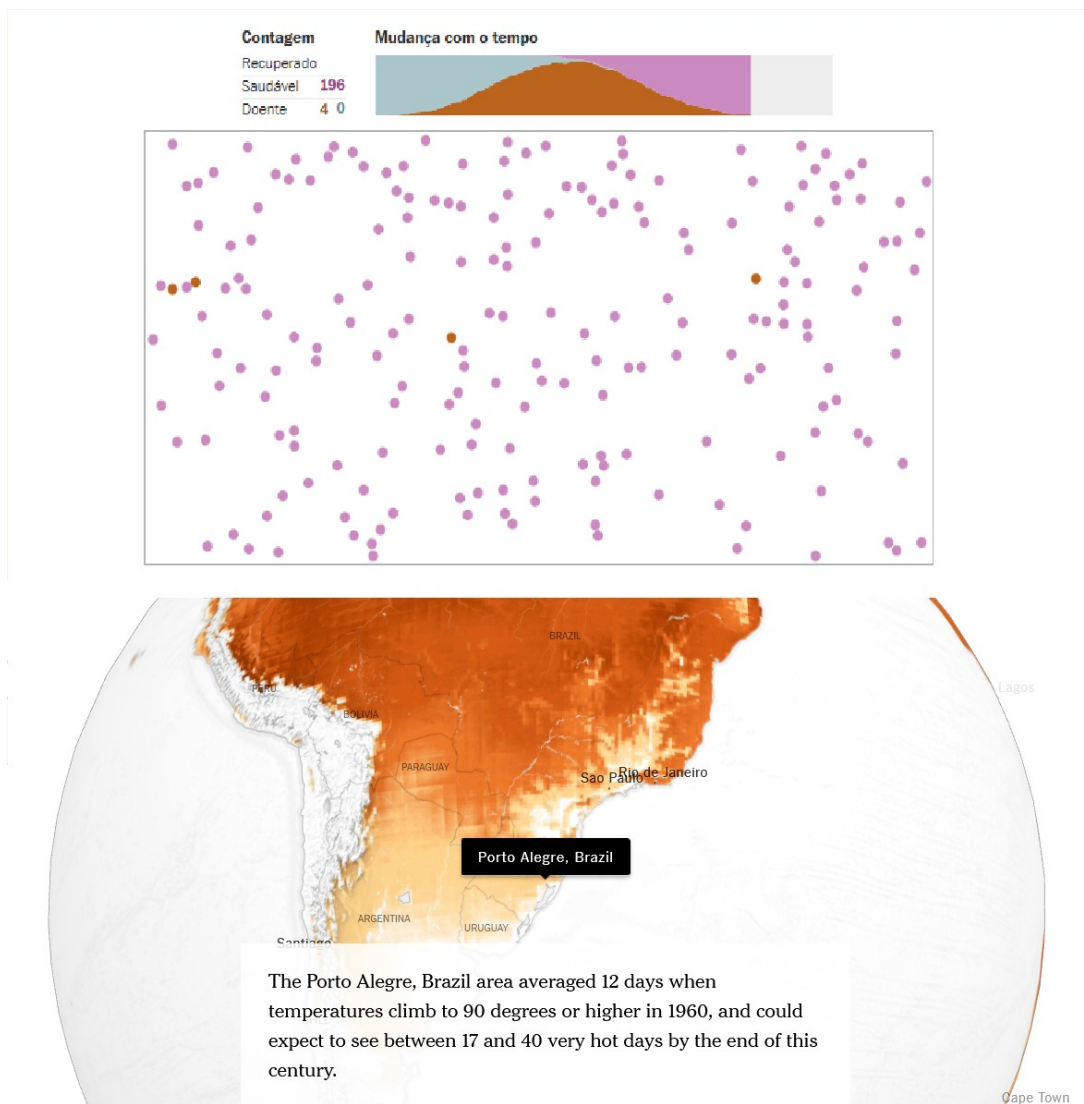 Contagem
Mudança com o tempo
Recuperado
Saudável 196
Doente 4 0
BRAZIL
PERU
Lagos
BOLIVIA
PARAGUAY
Rio de Janeiro
Sao Paulo
Porto Alegre, Brazil
ARGENTINA
URUGUAY
Santiago
The Porto Alegre, Brazil area averaged 12 days when
temperatures climb to 90 degrees or higher in 1960, and could
expect to see between 17 and 40 very hot days by the end of this
century.
Cape Town